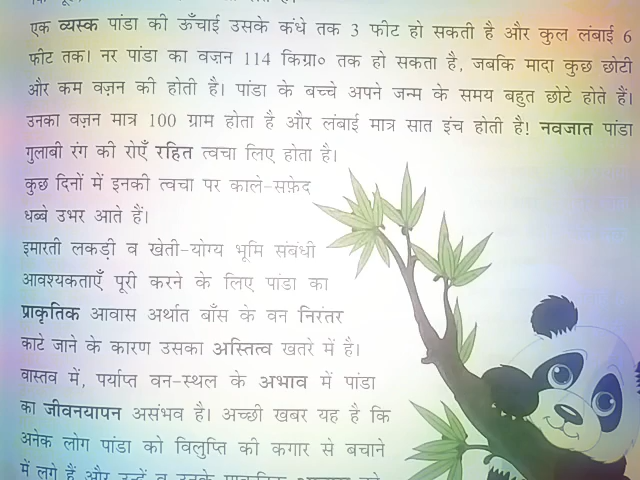 एक व्यस्क पांडा की ऊँचाई उसके कंधे तक 3 फीट हो सकती है और कुल लंबाई 6
फीट तक। नर पांडा का वज़न 114 किग्रा० तक हो सकता है, जबकि मादा कुछ छोटी
और कम वज़न की होती है। पांडा के बच्चे अपने जन्म के समय बहुत छोटे होते हैं।
उनका वज़न मात्र 100 ग्राम होता है और लंबाई मात्र सात इंच होती है! नवजात पांडा
गुलाबी रंग की रोएँ रहित त्वचा लिए होता है।
कुछ दिनों में इनकी त्वचा पर काले-सफ़ेद
धब्बे उभर आते हैं।
इमारती लकड़ी व खेती-योग्य भूमि संबंधी
आवश्यकताएँ पूरी करने के लिए पांडा का
प्राकृतिक आवास अर्थात बाँस के वन निरंतर
काटे जाने के कारण उसका अस्तित्व खतरे में है।
वास्तव में, पर्याप्त वन-स्थल के अभाव में पांडा
का जीवनयापन असंभव है। अच्छी खबर यह है कि
अनेक लोग पांडा को विलुप्ति की कगार से बचाने
में लगे हैं और उन्हें व उनके